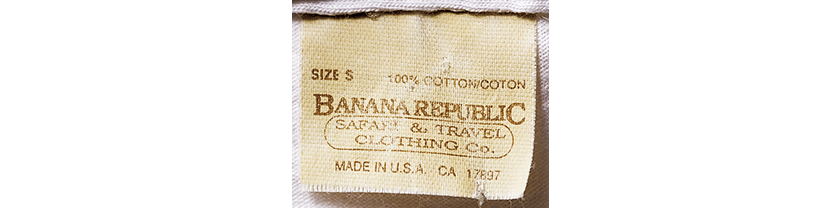 SIZE S 100% COTTON/COTON
BANANA REPUBLIC
SAFARI & TRAVEL
CLOTHING Co.
MADE IN U.S.A. CA 17897